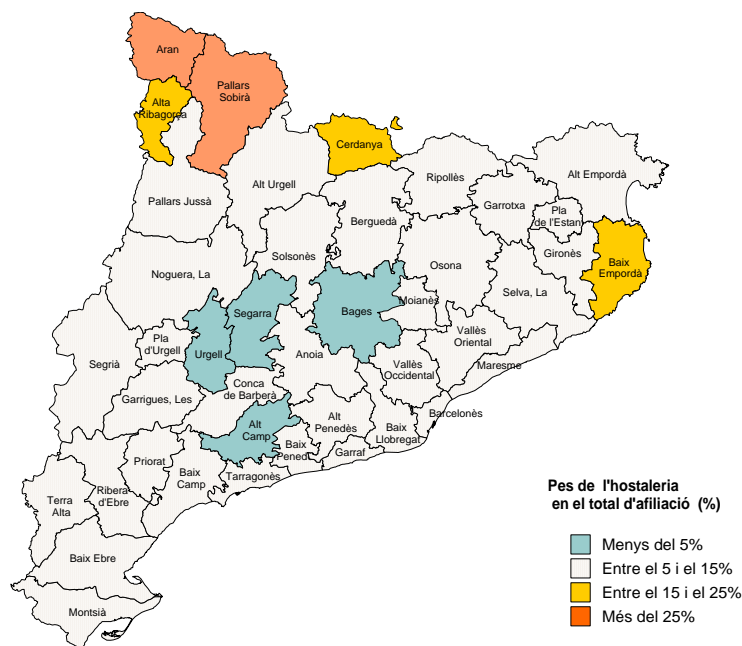 Aran
Pallars
Sobirà
Alta
Ribagorça
Cerdanya
Ripollès
Alt Empordà
Alt Urgell
Pallars Jussà
Garrotxa
Pla
de l'Estan
Berguedà
Solsonès
Gironès
Baix
Empordà
Noguera, La
Osona
Selva, La
Bages
Moianès
Segarra
Urgell
Pla
d'Urgell
Segrià
Anoia
Vallès
Oriental
Vallès
Occidental
Maresme
Garrigues, Les
Conca
de Barberà
Alt
Camp
Alt
Penedès
Baix
Llobregat
Barcelonès
Baix
Pened
Garraf
Tarragonès
Baix
Camp
Priorat
Ribera
d'Ebre
Terra
Alta
Baix Ebre
Montsià
Pes de l'hostaleria
en el total d'afiliació (%)
Menys del 5%
Entre el 5 i el 15%
Entre el 15 i el 25%
Més del 25%